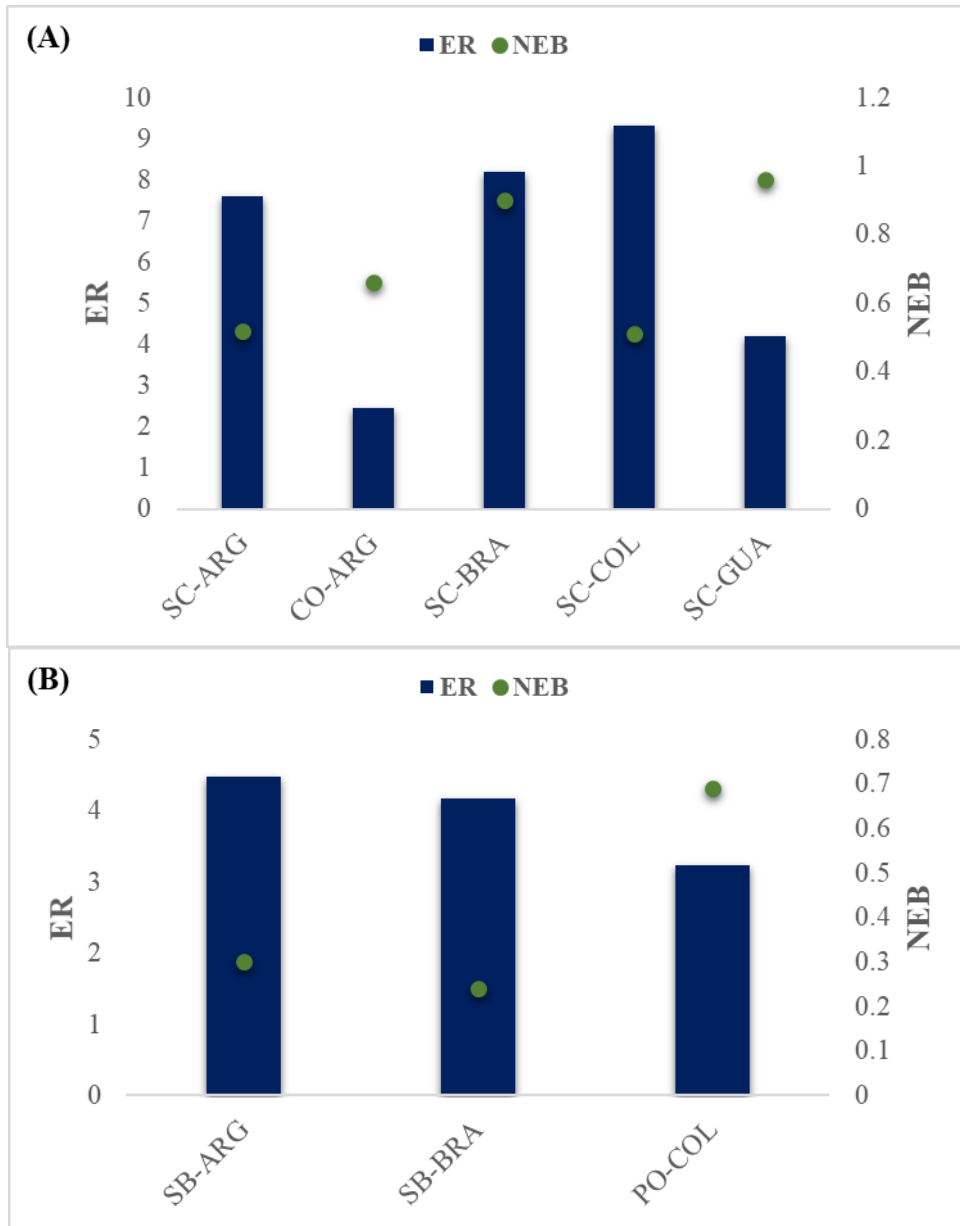 (A)
ER NEB
10 1.2
9
8 1
7
6 0.8
5
4 0.6
3 0.4
2
1 0.2
0 0
ER
NEB
SC-ARG CO-ARG SC-BRA SC-COL SC-GUA
(B)
ER NEB
5 0.8
0.7
4 0.6
3 0.5
0.4
2 0.3
0.2
1 0.1
0 0
ER
NEB
SB-ARG SB-BRA PO-COL